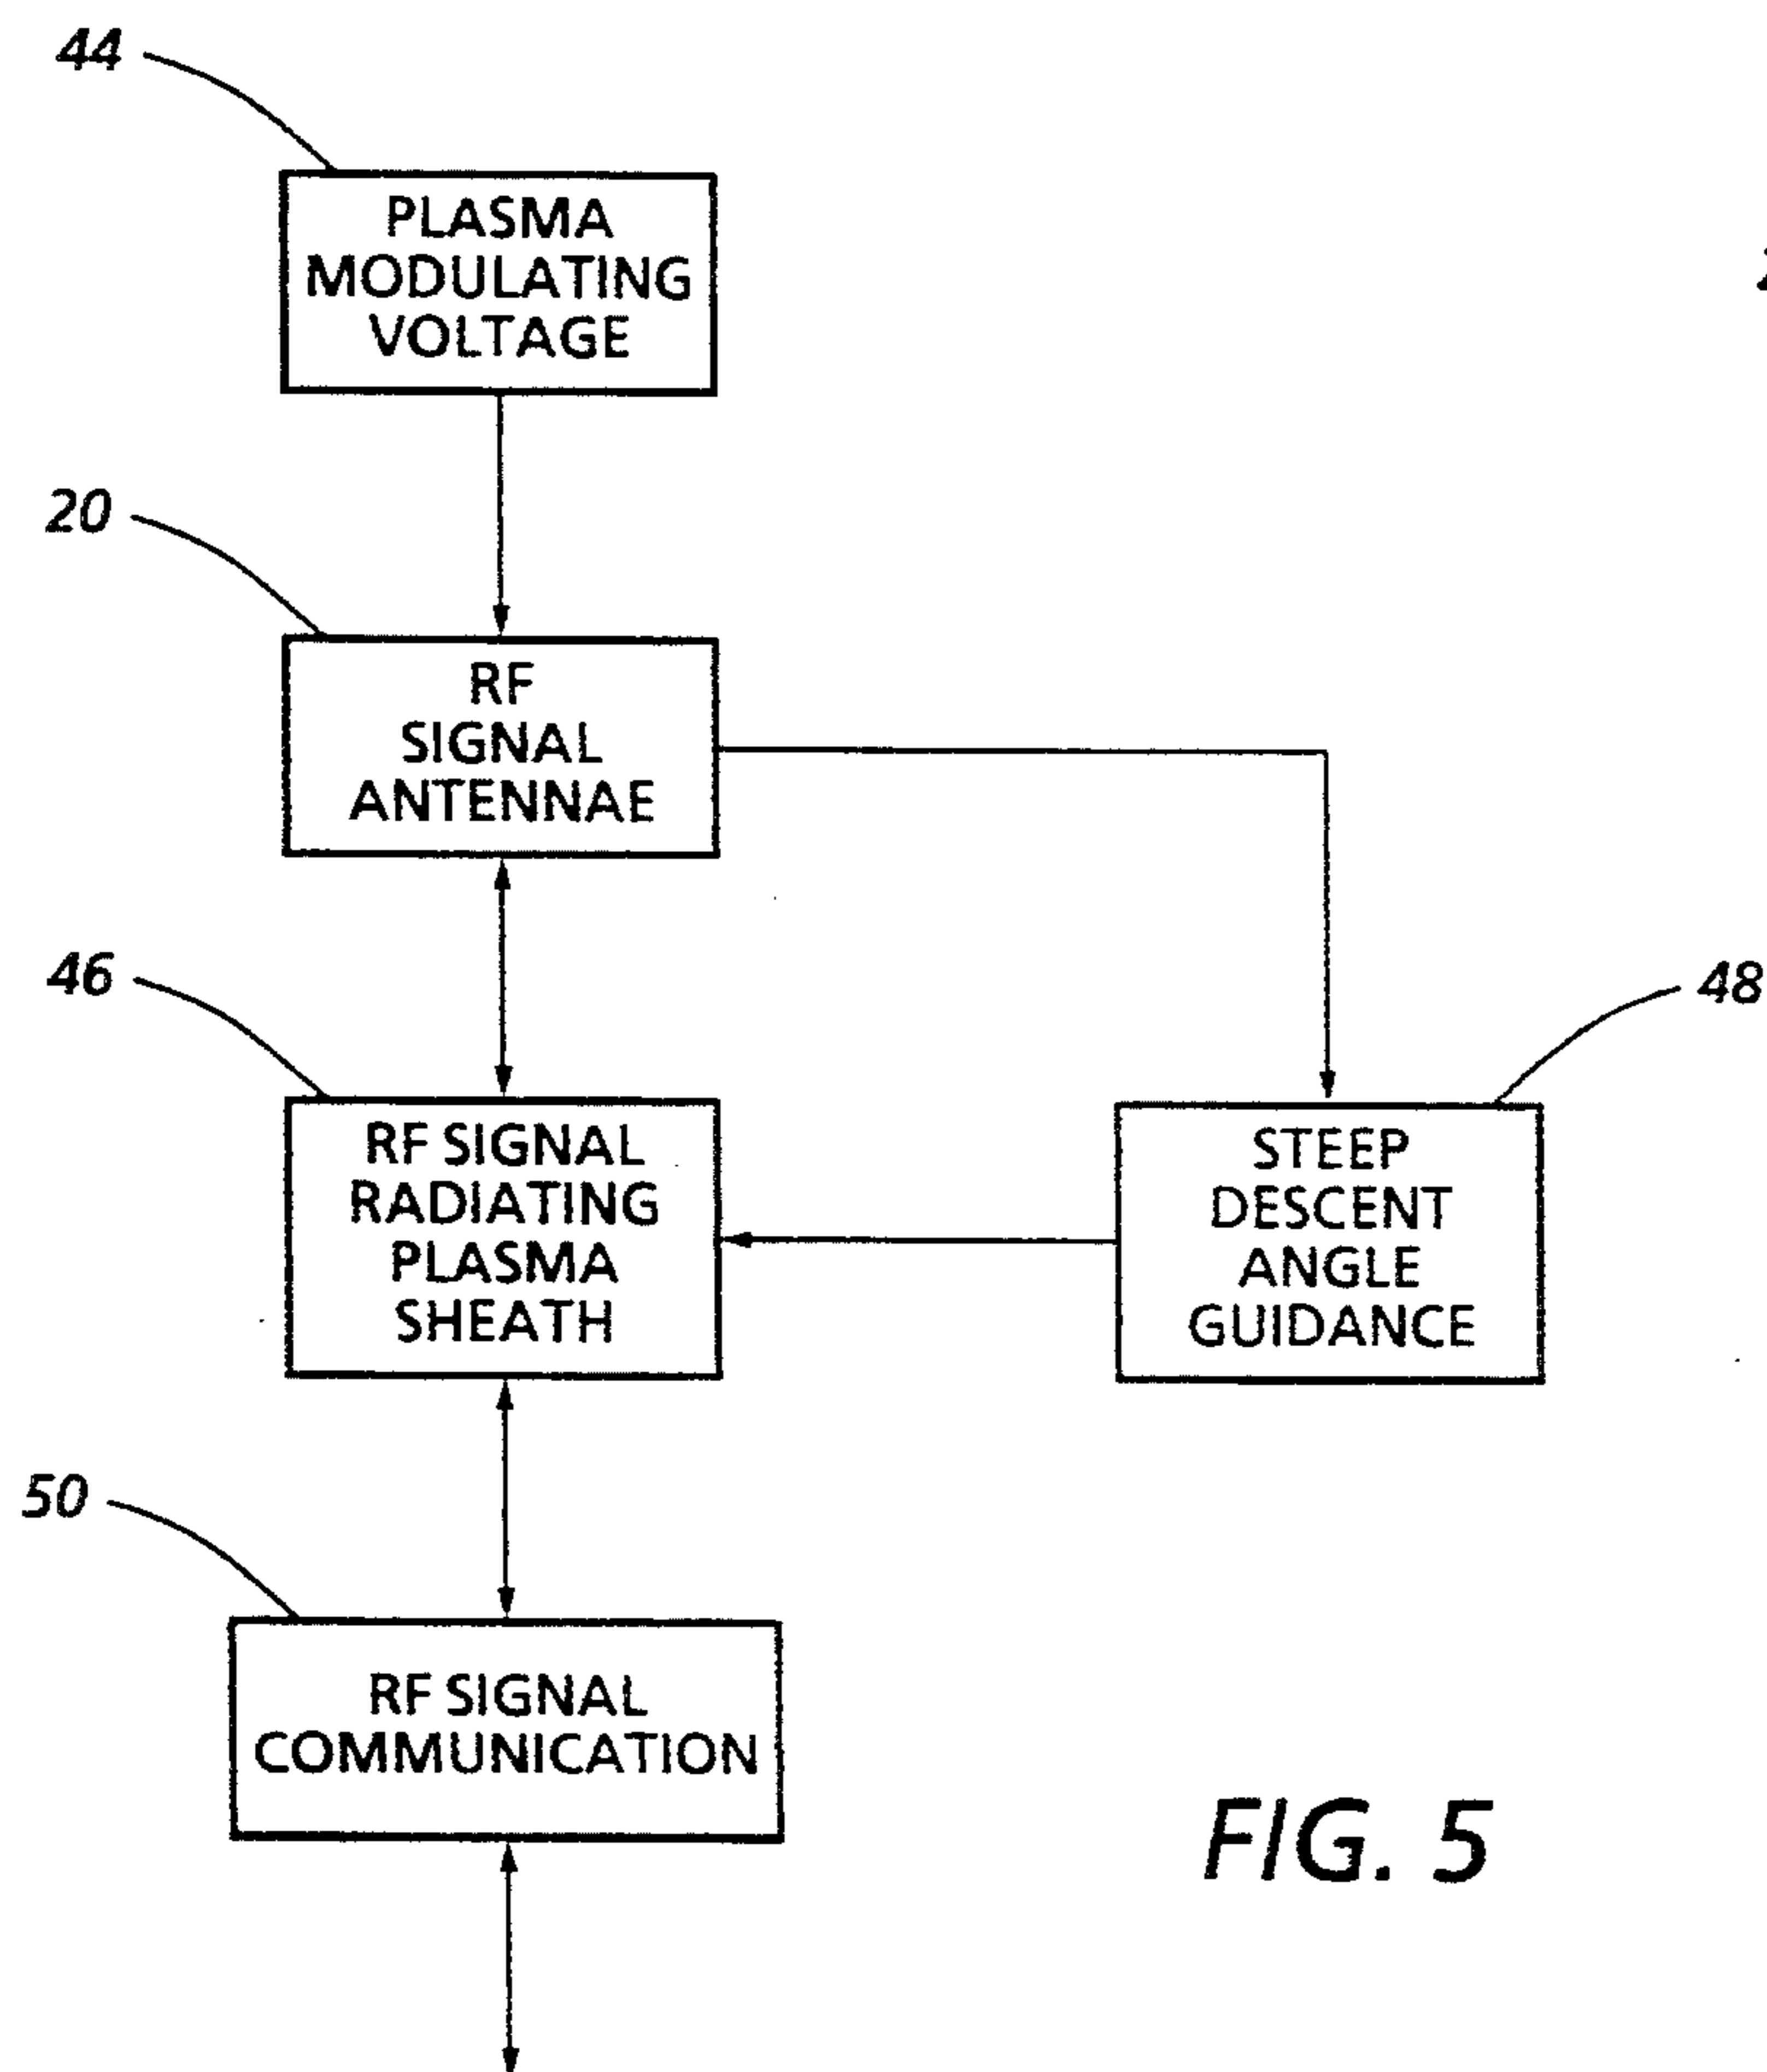 44
PLASMA
MODULATING
VOLTAGE
20
RF
SIGNAL
ANTENNAE
46
RF SIGNAL
RADIATING
PLASMA
SHEATH
48
STEEP
DESCENT
ANGLE
GUIDANCE
50
RF SIGNAL
COMMUNICATION
FIG. 5